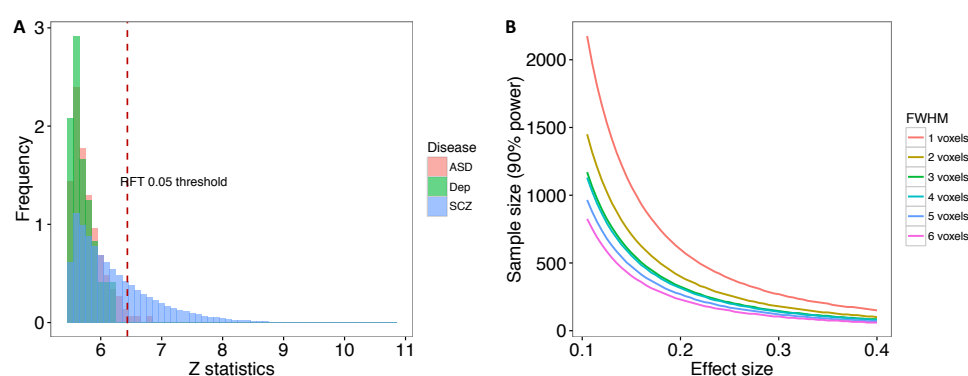 A
Frequency
3
2
1
0
RFT 0.05 threshold
6
7
8
9
10
11
Z statistics
Disease
ASD
Dep
SCZ
B
Sample size (90% power)
2000
1500
1000
500
0
0.1
0.2
0.3
0.4
Effect size
FWHM
1 voxels
2 voxels
3 voxels
4 voxels
5 voxels
6 voxels